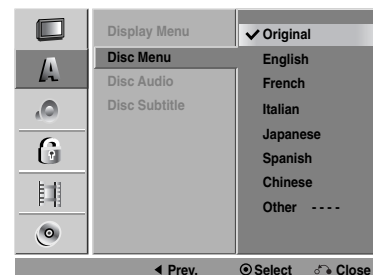 Display Menu
Disc Menu
Disc Audio
Disc Subtitle
✔ Original
English
French
Italian
Japanese
Spanish
Chinese
Other - - - -
◀ Prev.
Select
Close